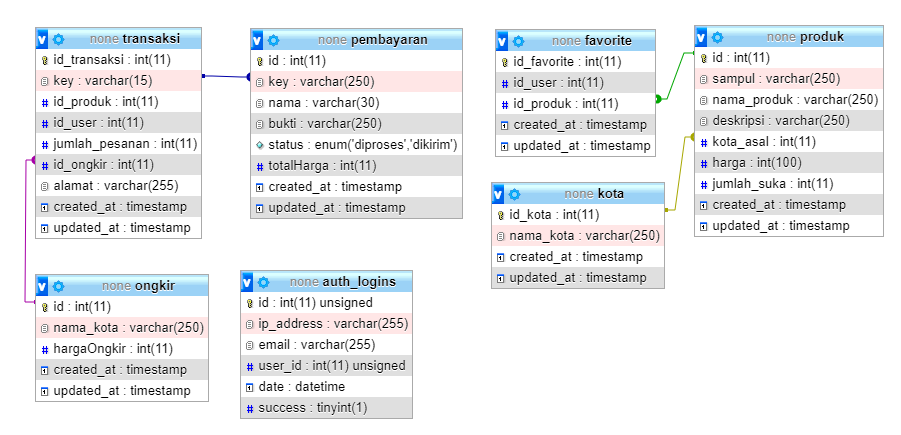 none transaksi
id_transaksi : int(11)
key : varchar(15)
id_produk : int(11)
id_user : int(11)
jumlah_pesanan : int(11)
id_ongkir : int(11)
alamat : varchar(255)
created_at : timestamp
updated_at : timestamp
none pembayaran
id : int(11)
key : varchar(250)
nama : varchar(30)
bukti : varchar(250)
status : enum('diproses','dikirim')
totalHarga : int(11)
created_at : timestamp
updated_at : timestamp
none favorite
id_favorite : int(11)
id_user : int(11)
id_produk : int(11)
created_at : timestamp
updated_at : timestamp
none produk
id : int(11)
sampul : varchar(250)
nama_produk : varchar(250)
deskripsi : varchar(250)
kota_asal : int(11)
harga : int(100)
jumlah_suka : int(11)
created_at : timestamp
updated_at : timestamp
none kota
id_kota : int(11)
nama_kota : varchar(250)
created_at : timestamp
updated_at : timestamp
none ongkir
id : int(11)
nama_kota : varchar(250)
hargaOngkir : int(11)
created_at : timestamp
updated_at : timestamp
none auth_logins
id : int(11) unsigned
ip_address : varchar(255)
email : varchar(255)
user_id : int(11) unsigned
date : datetime
success : tinyint(1)